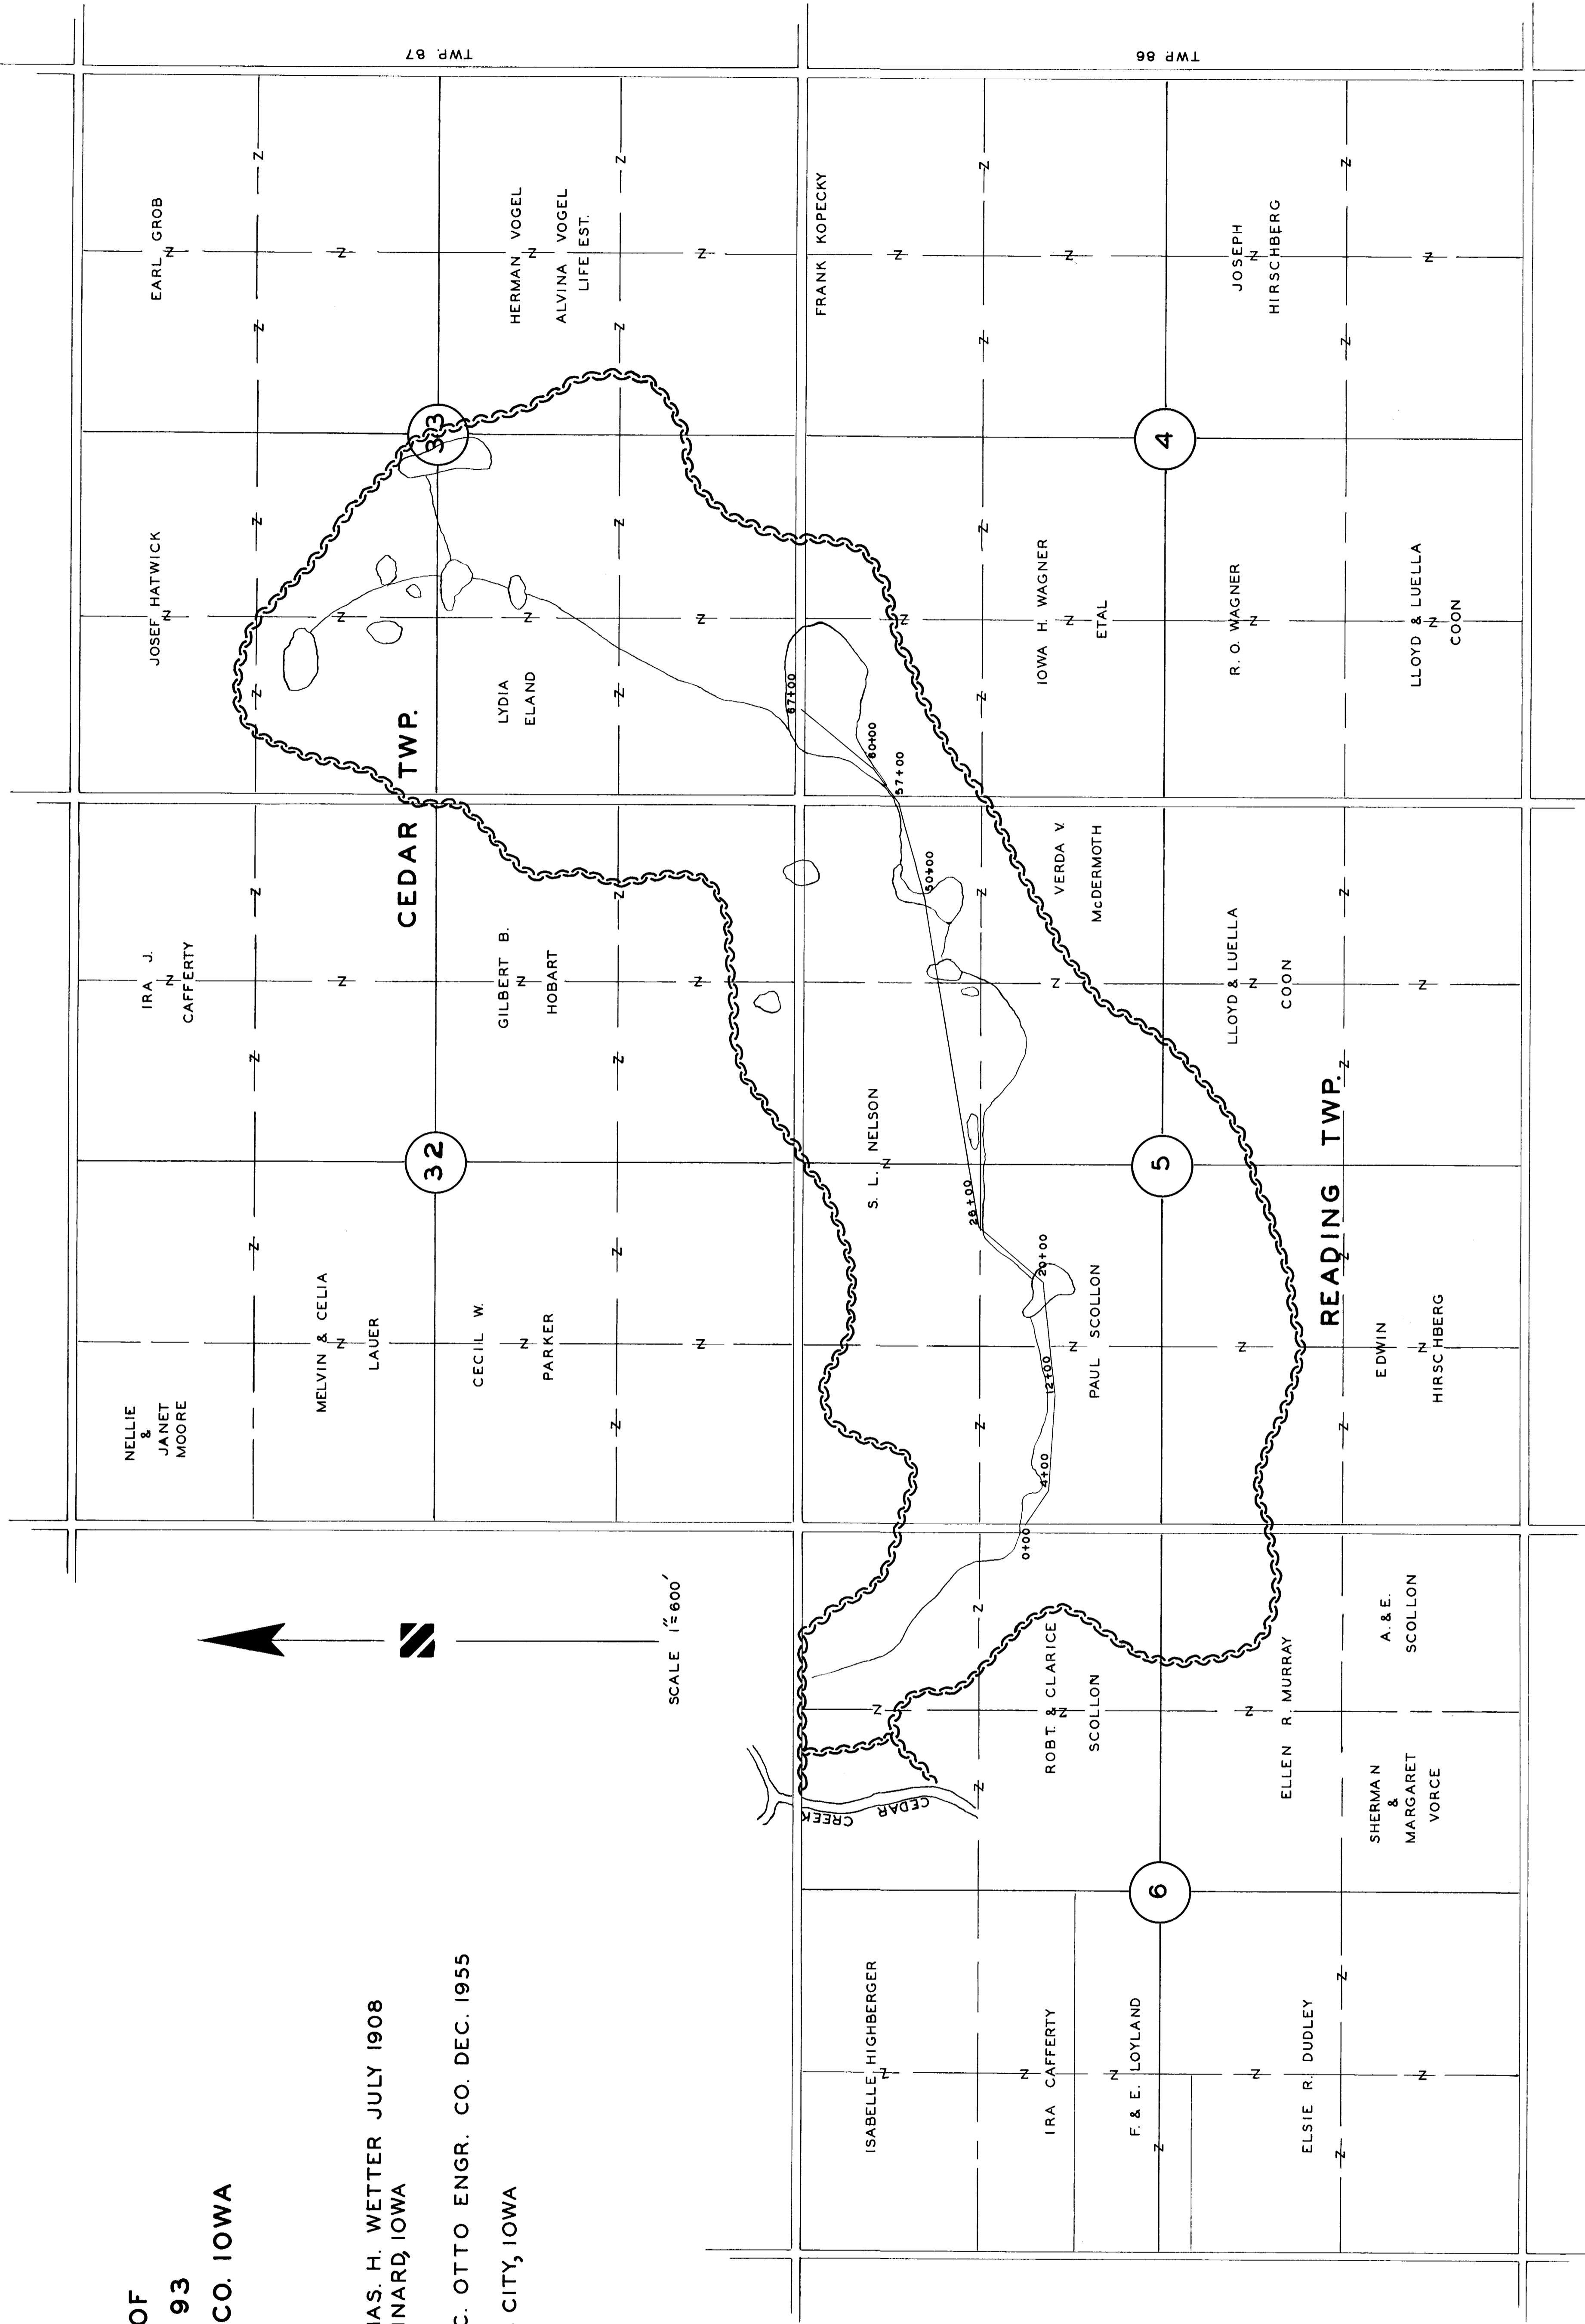 OF
93
CO. IOWA
HAS. H. WETTER JULY 1908
INARD, IOWA
C. OTTO ENGR. CO. DEC. 1955
CITY, IOWA
SCALE 1"=600'
NELLIE
&
JANET
MOORE
MELVIN & CELIA
LAUER
CECIL W.
PARKER
IRA J.
CAFFERTY
GILBERT B.
HOBART
32
CEDAR TWP.
JOSEF HATWICK
LYDIA
ELAND
33
EARL GROB
HERMAN VOGEL
ALVINA VOGEL
LIFE EST.
TWP. 87
TWP. 86
CEDAR
CREEK
ISABELLE HIGHBERGER
IRA CAFFERTY
F. & E. LOYLAND
ELSIE R. DUDLEY
6
ROBT. & CLARICE
SCOLLON
ELLEN R. MURRAY
SHERMAN
&
MARGARET
VORCE
A. & E.
SCOLLON
0+00
4+00
12+00
20+00
26+00
50+00
57+00
60+00
67+00
S. L. NELSON
PAUL SCOLLON
5
VERDA V.
McDERMOTH
LLOYD & LUELLA
COON
EDWIN
HIRSCHBERG
READING TWP.
FRANK KOPECKY
IOWA H. WAGNER
ETAL
R. O. WAGNER
LLOYD & LUELLA
COON
4
JOSEPH
HIRSCHBERG